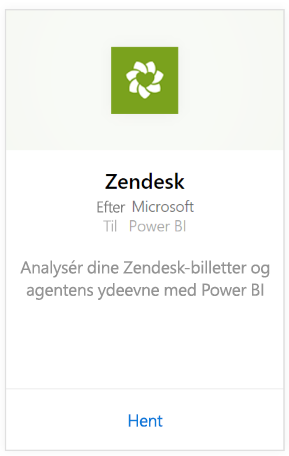 Zendesk
Efter Microsoft
Til Power BI
Analysér dine Zendesk-billetter og
agentens ydeevne med Power BI
Hent